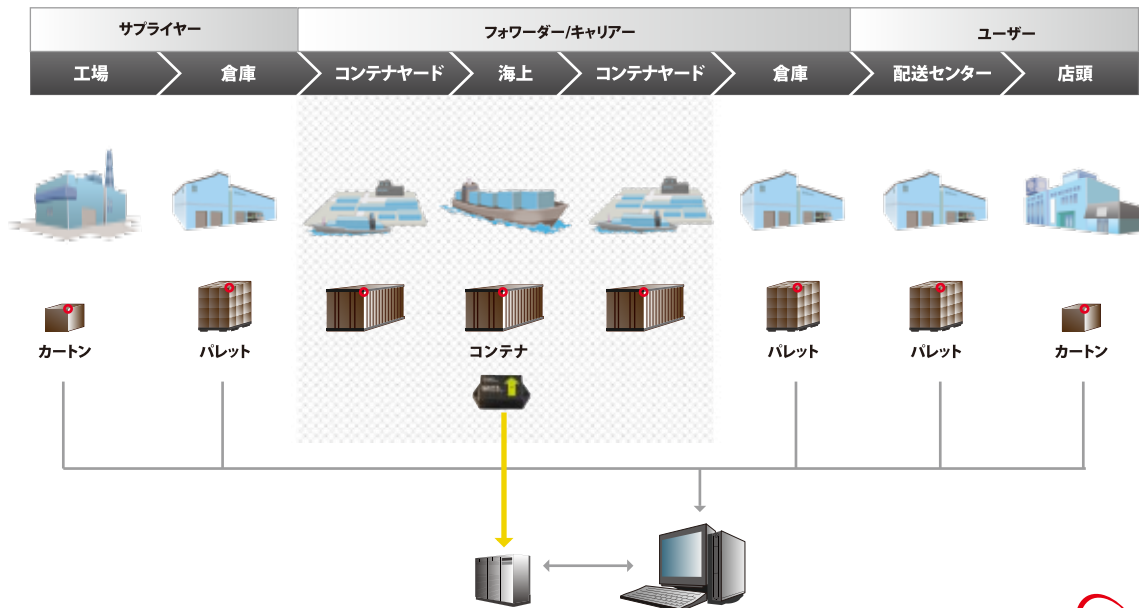 サプライヤー
フォワーダー/キャリアー
ユーザー
工場
倉庫
コンテナヤード
海上
コンテナヤード
倉庫
配送センター
店頭
カートン
パレット
コンテナ
パレット
パレット
カートン